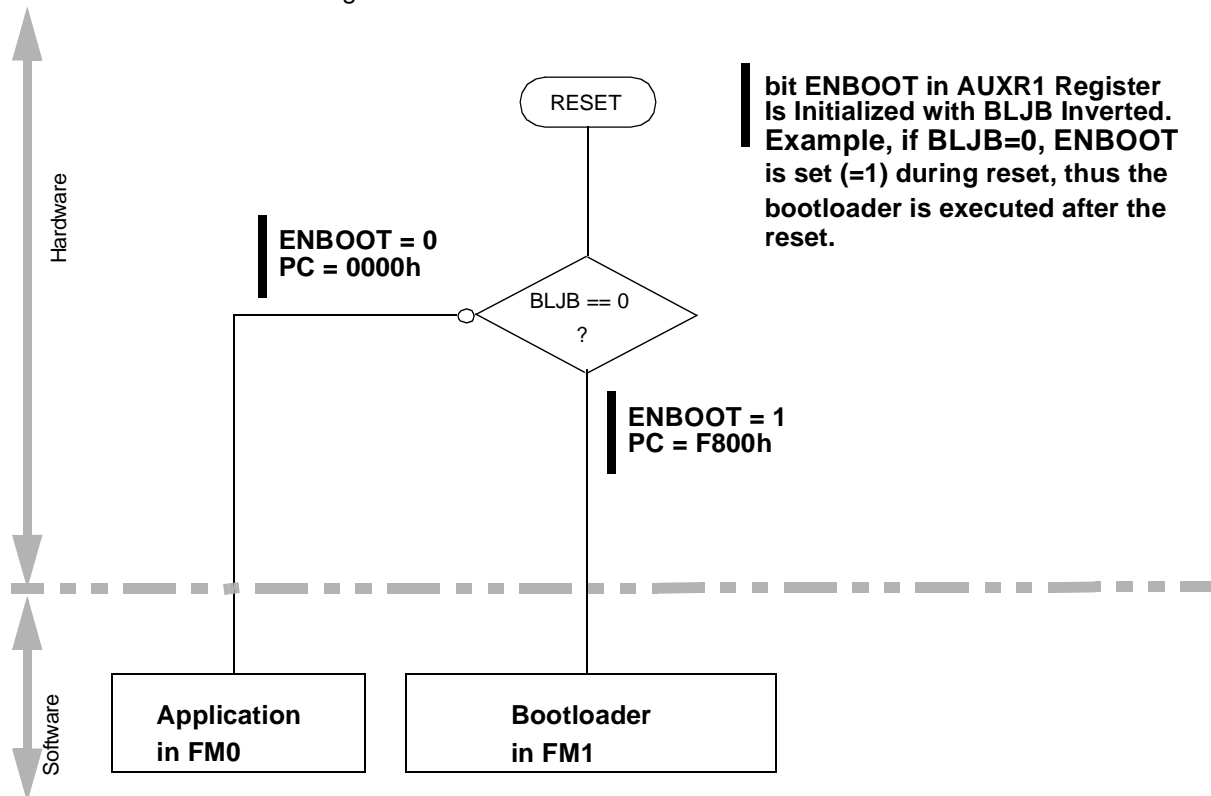 RESET
bit ENBOOT in AUXR1 Register
Is Initialized with BLJB Inverted.
Example, if BLJB=0, ENBOOT
is set (=1) during reset, thus the
bootloader is executed after the
reset.
Hardware
ENBOOT = 0
PC = 0000h
BLJB == 0
?
ENBOOT = 1
PC = F800h
Software
Application
in FM0
Bootloader
in FM1